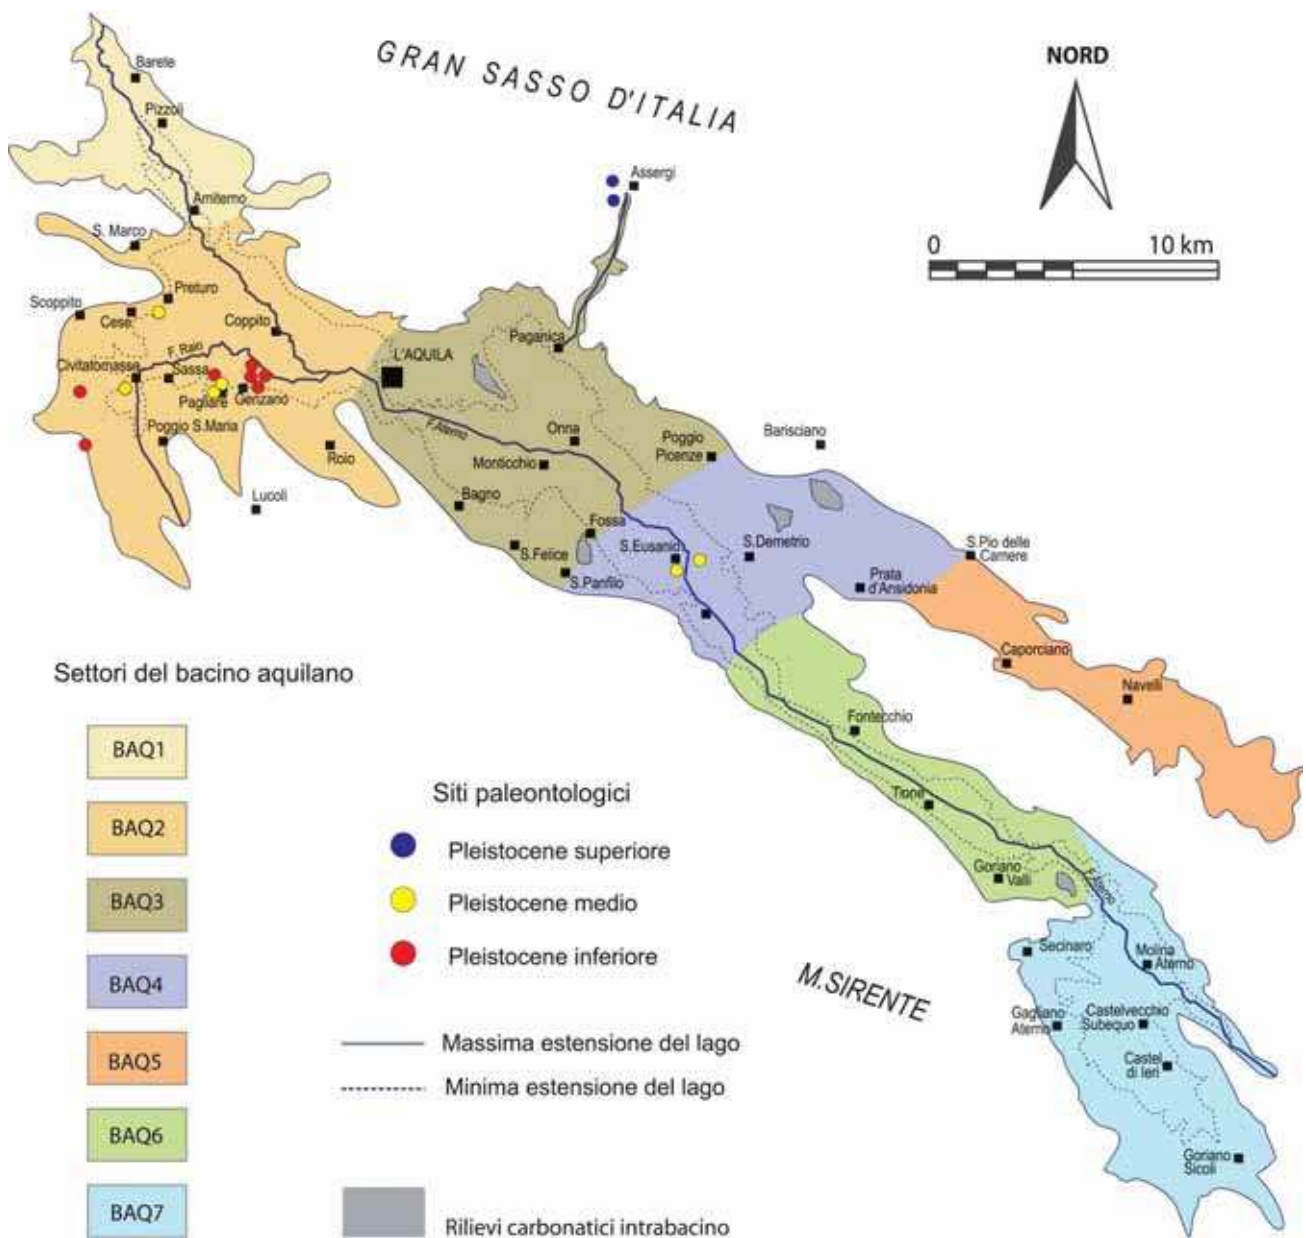 GRAN SASSO D'ITALIA
NORD
0 10 km
Barete
Pizzoli
Amiterno
S. Marco
Assergi
Preturo
Scoppito
Cese
Coppito
Paganica
F. Raio
L'AQUILA
Civitatomassa
Sassa
Pagliare
Genzano
Poggio S.Maria
Roio
Lucoli
F.Aterno
Onna
Monticchio
Poggio
Picenze
Barisciano
Bagno
Fossa
S.Felice
S.Panfilo
S.Eusanio
S.Demetrio
S.Pio delle
Camere
Prata
d'Ansidonia
Caporciano
Navelli
Fontecchio
Tione
Goriano
Valli
F.Aterno
Secinaro
Molina
Aterno
M.SIRENTE
Gagliano
Aterno
Castelvecchio
Subequo
Castel
di Ieri
Goriano
Sicoli
Settori del bacino aquilano
BAQ1
BAQ2
BAQ3
BAQ4
BAQ5
BAQ6
BAQ7
Siti paleontologici
Pleistocene superiore
Pleistocene medio
Pleistocene inferiore
Massima estensione del lago
Minima estensione del lago
Rilievi carbonatici intrabacino